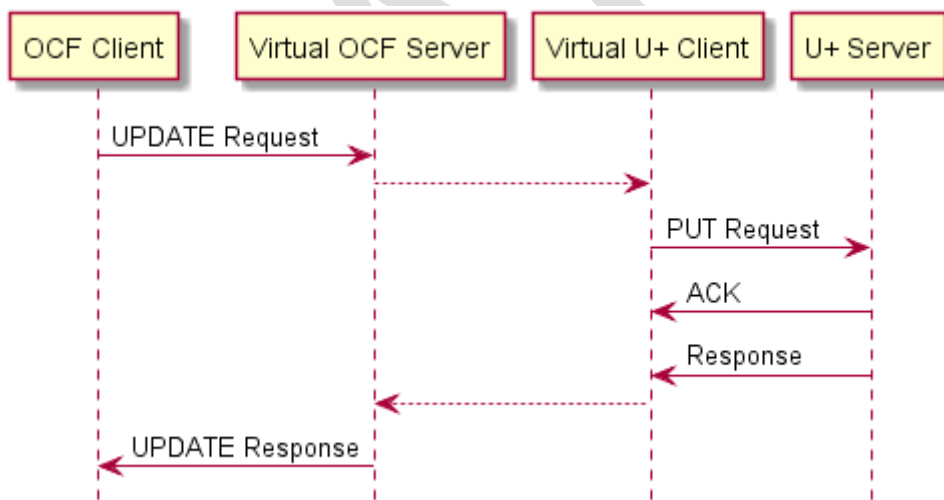 OCF Client
Virtual OCF Server
Virtual U+ Client
U+ Server
UPDATE Request
PUT Request
ACK
Response
UPDATE Response